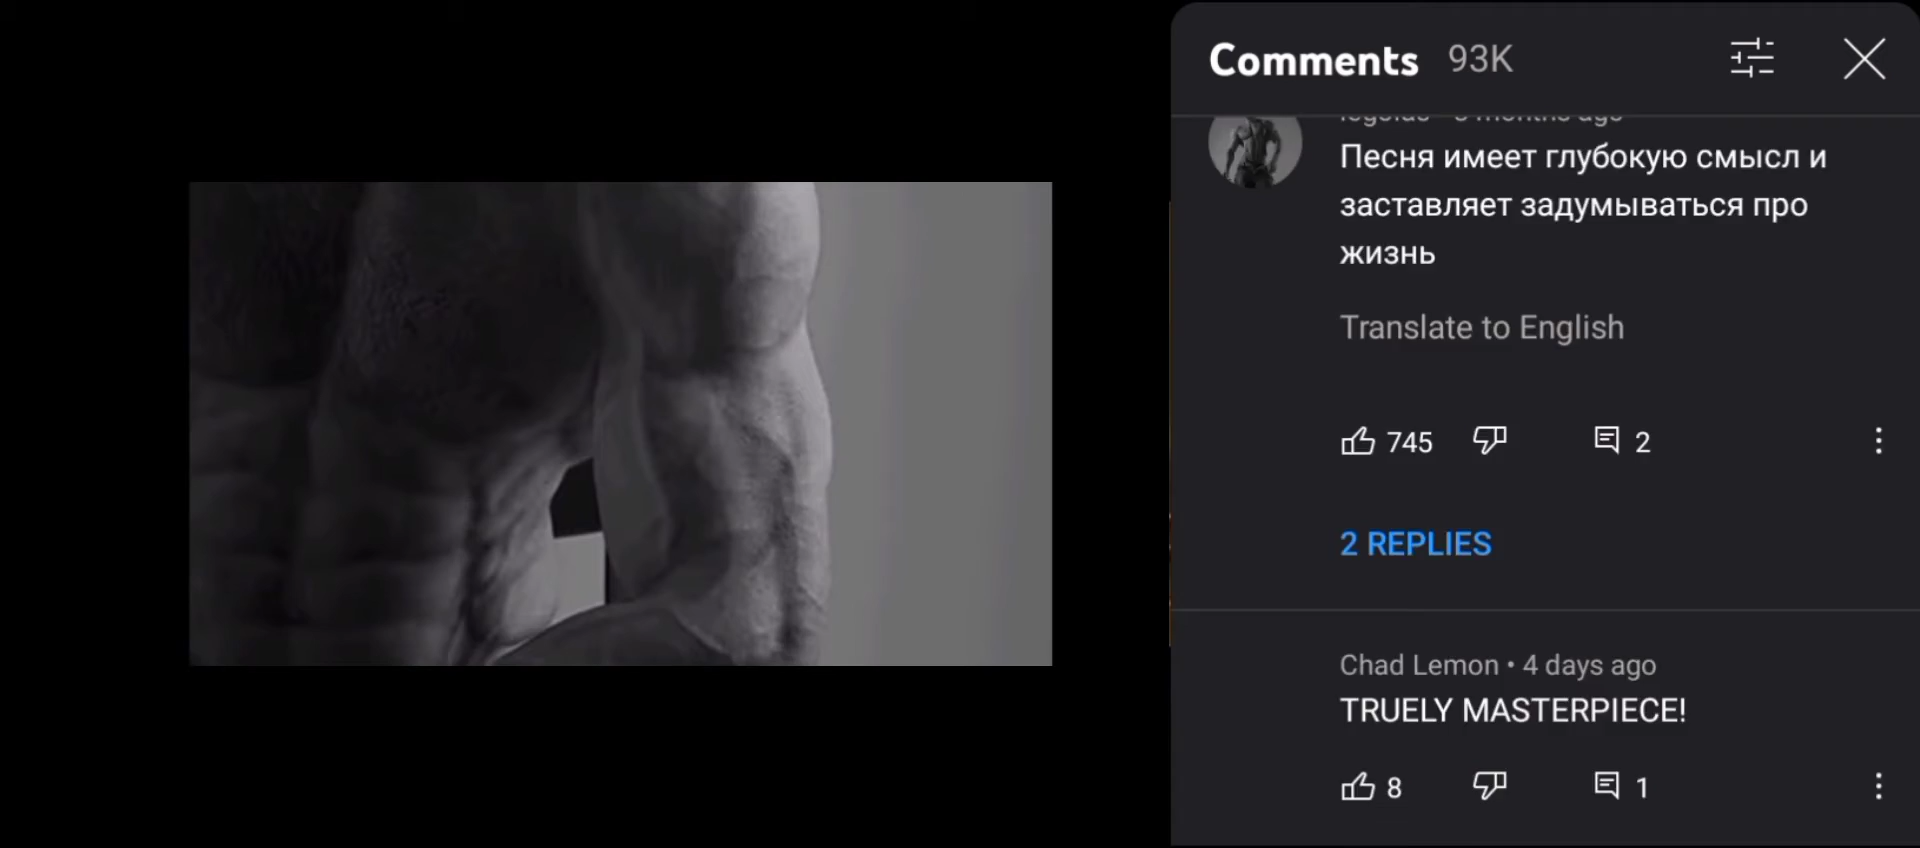 Comments 93K
Песня имеет глубокую смысл и
заставляет задумываться про
жизнь
Translate to English
745 2
2 REPLIES
Chad Lemon • 4 days ago
TRUELY MASTERPIECE!
8 1